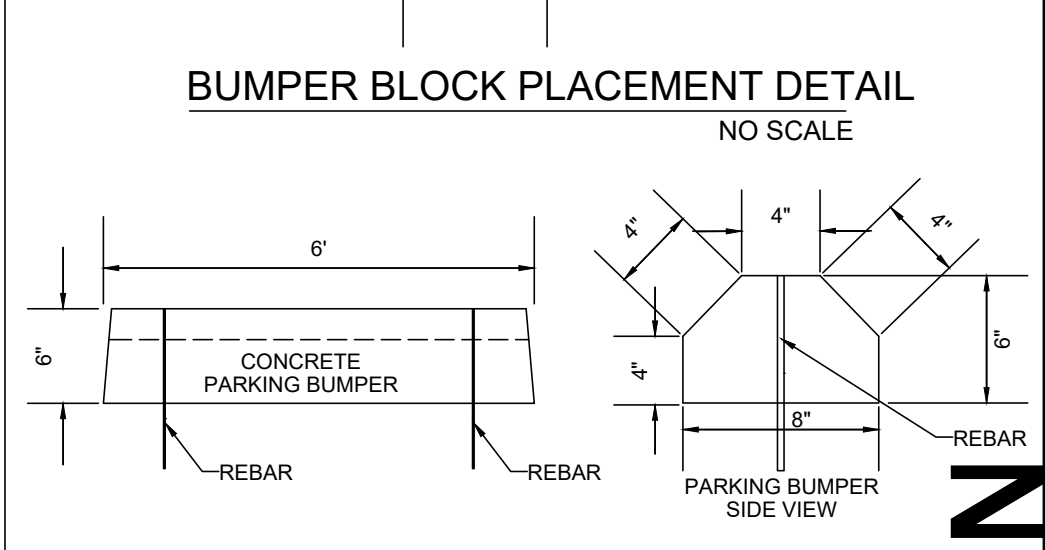 BUMPER BLOCK PLACEMENT DETAIL
NO SCALE
6'
6"
CONCRETE
PARKING BUMPER
REBAR
REBAR
4"
4"
4"
4"
6"
8"
REBAR
PARKING BUMPER
SIDE VIEW
N